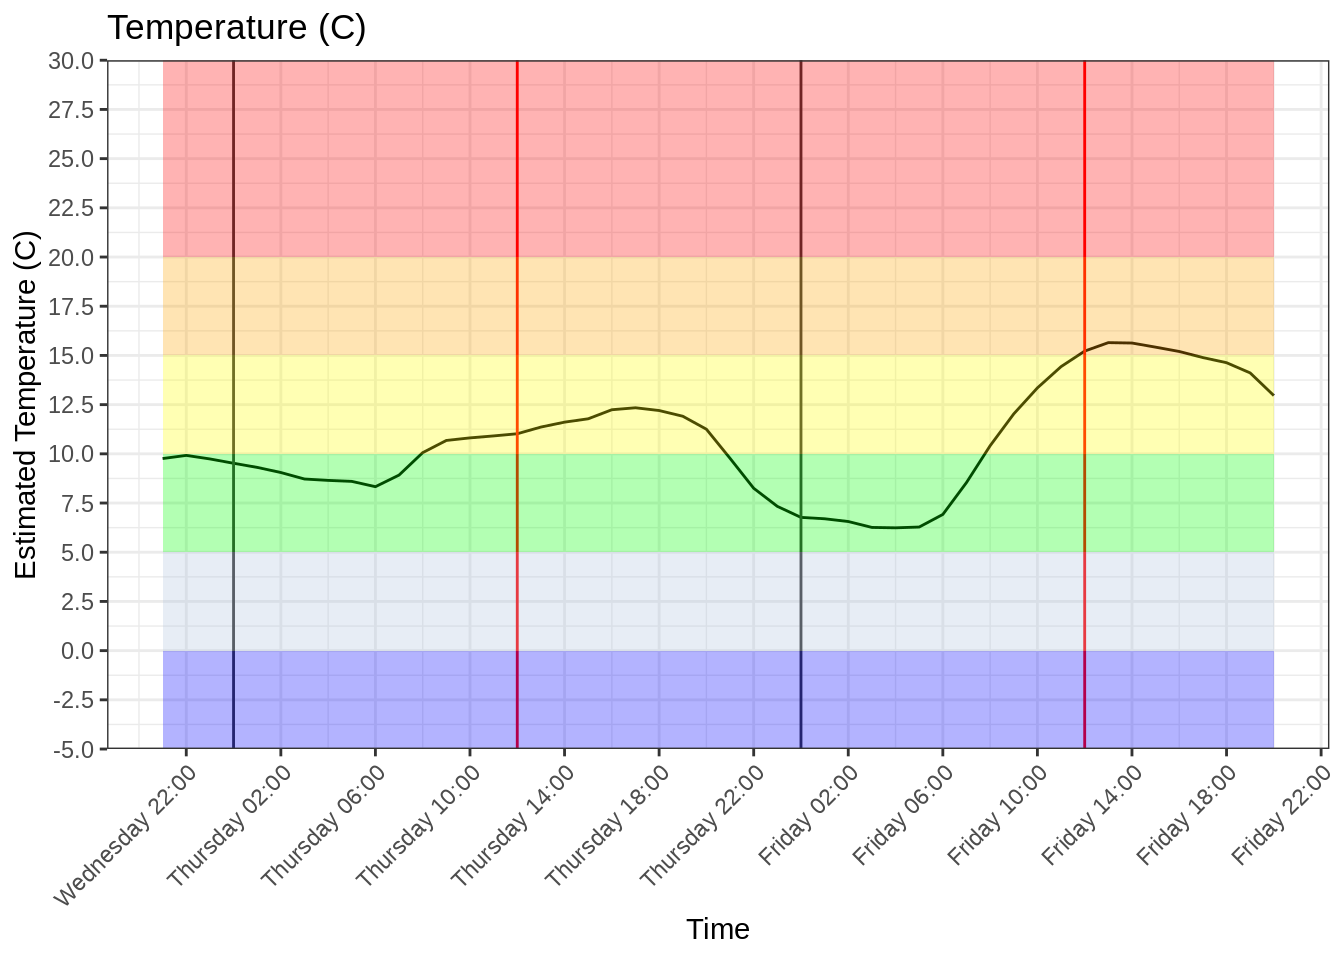 Temperature (C)
Estimated Temperature (C)
30.0
27.5
25.0
22.5
20.0
17.5
15.0
12.5
10.0
7.5
5.0
2.5
0.0
-2.5
-5.0
Wednesday 22:00
Thursday 02:00
Thursday 06:00
Thursday 10:00
Thursday 14:00
Thursday 18:00
Thursday 22:00
Friday 02:00
Friday 06:00
Friday 10:00
Friday 14:00
Friday 18:00
Friday 22:00
Time